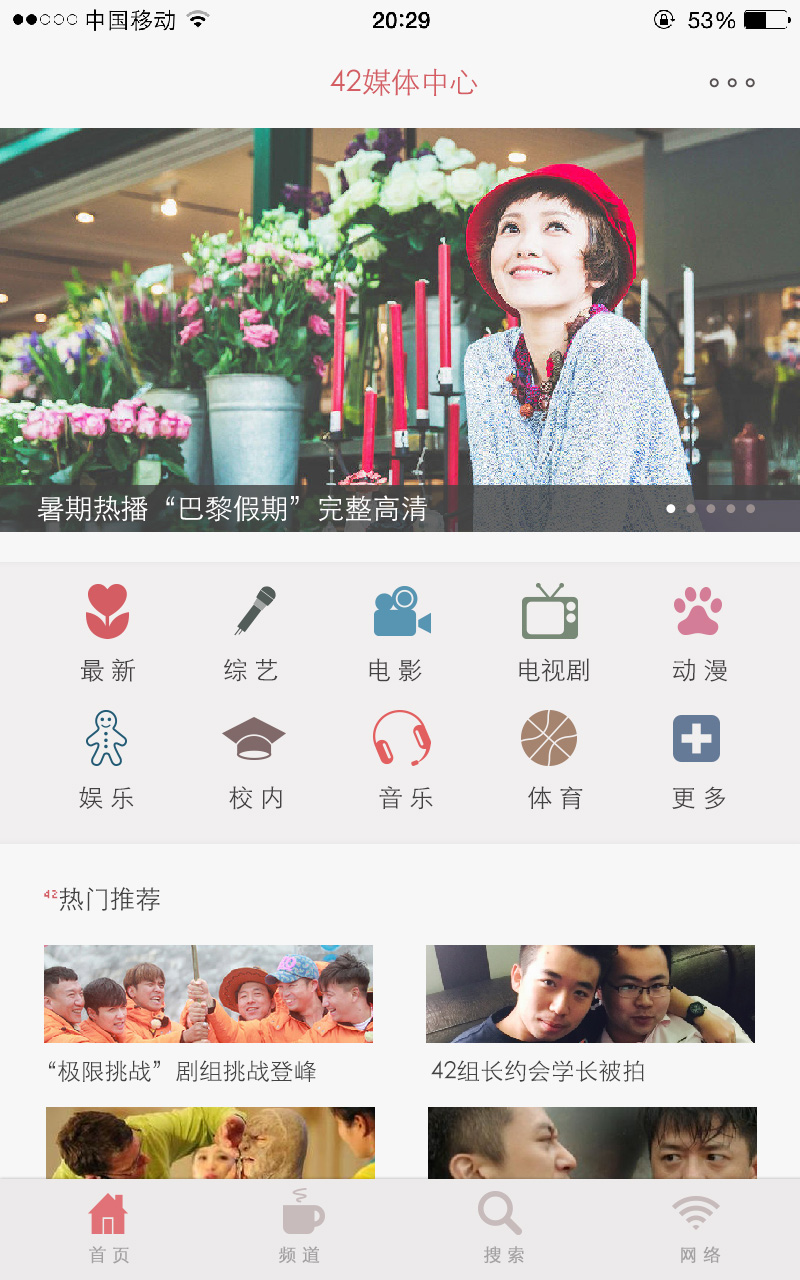 中国移动 20:29 53%
42媒体中心
暑期热播“巴黎假期”完整高清
最新 综艺 电影 电视剧 动漫
娱乐 校内 音乐 体育 更多
42热门推荐
“极限挑战”剧组挑战登峰 42组长约会学长被拍
首页 频道 搜索 网络